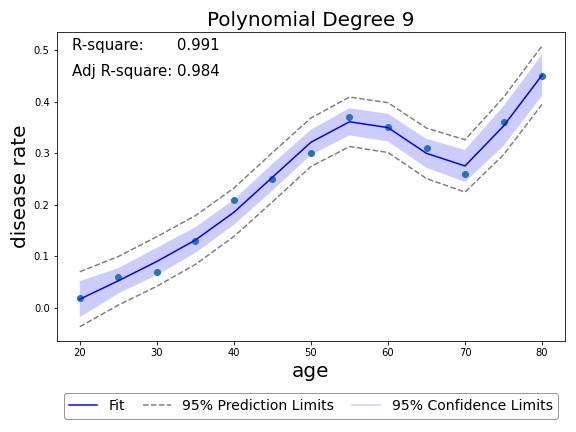 Polynomial Degree 9
R-square: 0.991
Adj R-square: 0.984
0.5
0.4
0.3
0.2
0.1
0.0
disease rate
20 30 40 50 60 70 80
age
Fit 95% Prediction Limits 95% Confidence Limits